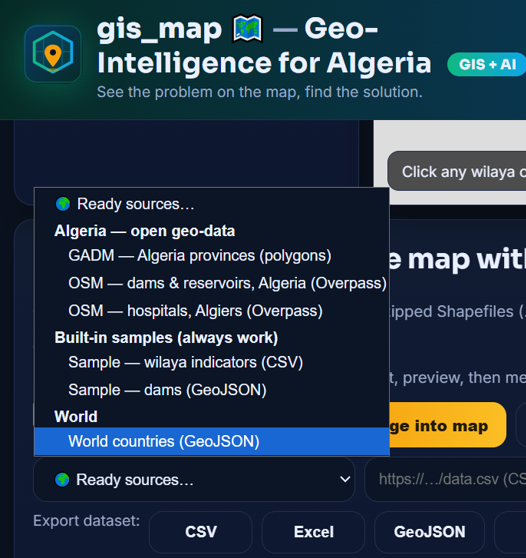 gis_map 🗺️ — Geo-
Intelligence for Algeria
GIS + AI
See the problem on the map, find the solution.
Click any wilaya o
🌍 Ready sources…
Algeria — open geo-data
GADM — Algeria provinces (polygons)
OSM — dams & reservoirs, Algeria (Overpass)
OSM — hospitals, Algiers (Overpass)
Built-in samples (always work)
Sample — wilaya indicators (CSV)
Sample — dams (GeoJSON)
World
World countries (GeoJSON)
e map with
ipped Shapefiles (.
t, preview, then me
ge into map
🌍 Ready sources…
https://…/data.csv (CS
Export dataset:
CSV
Excel
GeoJSON